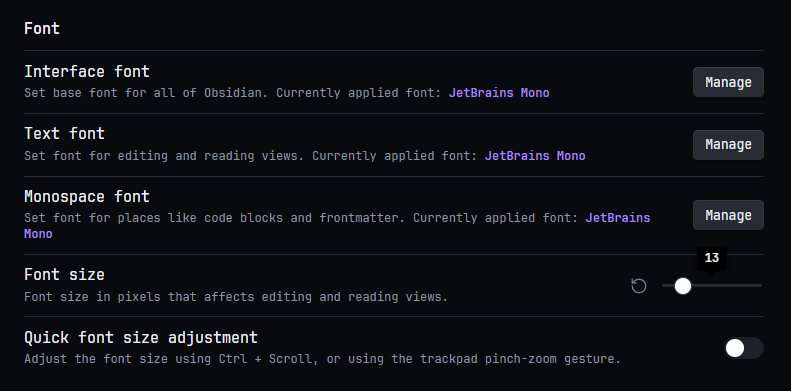 Font
Interface font
Set base font for all of Obsidian. Currently applied font: JetBrains Mono
Manage
Text font
Set font for editing and reading views. Currently applied font: JetBrains Mono
Manage
Monospace font
Set font for places like code blocks and frontmatter. Currently applied font: JetBrains
Mono
Manage
13
Font size
Font size in pixels that affects editing and reading views.
Quick font size adjustment
Adjust the font size using Ctrl + Scroll, or using the trackpad pinch-zoom gesture.